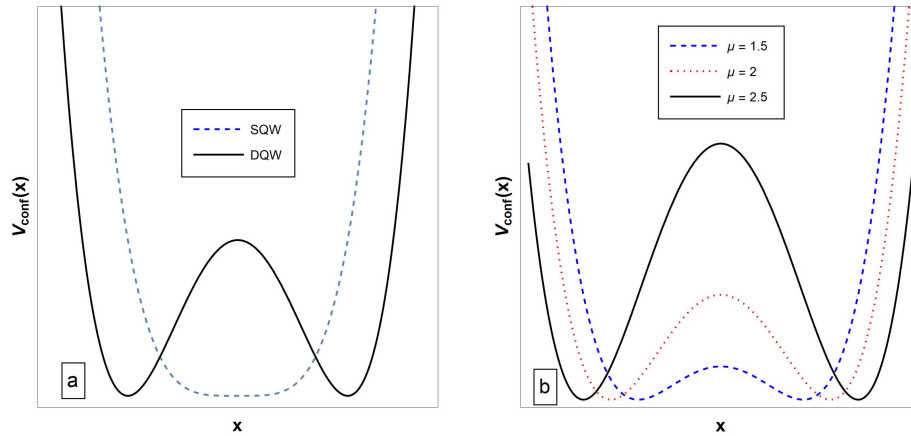 V_conf(x)
SQW
DQW
a
x
V_conf(x)
μ = 1.5
μ = 2
μ = 2.5
b
x